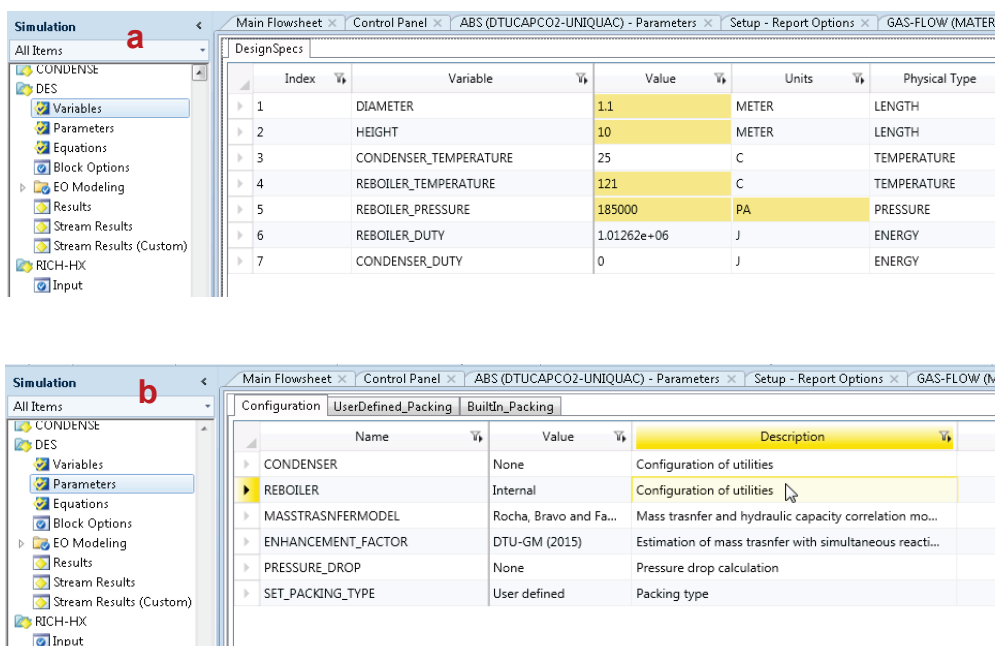 Simulation <
a
All Items
CONDENSE
DES
Variables
Parameters
Equations
Block Options
EO Modeling
Results
Stream Results
Stream Results (Custom)
RICH-HX
Input
Main Flowsheet × Control Panel × ABS (DTUCAPCO2-UNIQUAC) - Parameters × Setup - Report Options × GAS-FLOW (MATER
DesignSpecs
Index Variable Value Units Physical Type
1 DIAMETER 1.1 METER LENGTH
2 HEIGHT 10 METER LENGTH
3 CONDENSER_TEMPERATURE 25 C TEMPERATURE
4 REBOILER_TEMPERATURE 121 C TEMPERATURE
5 REBOILER_PRESSURE 185000 PA PRESSURE
6 REBOILER_DUTY 1.01262e+06 J ENERGY
7 CONDENSER_DUTY 0 J ENERGY
Simulation <
b
All Items
CONDENSE
DES
Variables
Parameters
Equations
Block Options
EO Modeling
Results
Stream Results
Stream Results (Custom)
RICH-HX
Input
Main Flowsheet × Control Panel × ABS (DTUCAPCO2-UNIQUAC) - Parameters × Setup - Report Options × GAS-FLOW (M
Configuration UserDefined_Packing BuiltIn_Packing
Name Value Description
CONDENSER None Configuration of utilities
REBOILER Internal Configuration of utilities
MASSTRASNFERMODEL Rocha, Bravo and Fa... Mass trasnfer and hydraulic capacity correlation mo...
ENHANCEMENT_FACTOR DTU-GM (2015) Estimation of mass trasnfer with simultaneous reacti...
PRESSURE_DROP None Pressure drop calculation
SET_PACKING_TYPE User defined Packing type